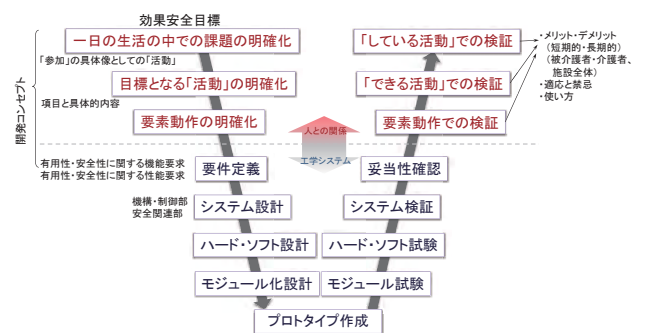 効果安全目標
一日の生活の中での課題の明確化
「参加」の具体像としての「活動」
目標となる「活動」の明確化
項目と具体的内容
要素動作の明確化
開発コンセプト
「している活動」での検証
「できる活動」での検証
要素動作での検証
・メリット・デメリット
(短期的・長期的)
(被介護者・介護者、
施設全体)
・適応と禁忌
・使い方
人との関係
工学システム
有用性・安全性に関する機能要求
有用性・安全性に関する性能要求
要件定義
妥当性確認
機構・制御部
安全関連部
システム設計
システム検証
ハード・ソフト設計
ハード・ソフト試験
モジュール化設計
モジュール試験
プロトタイプ作成